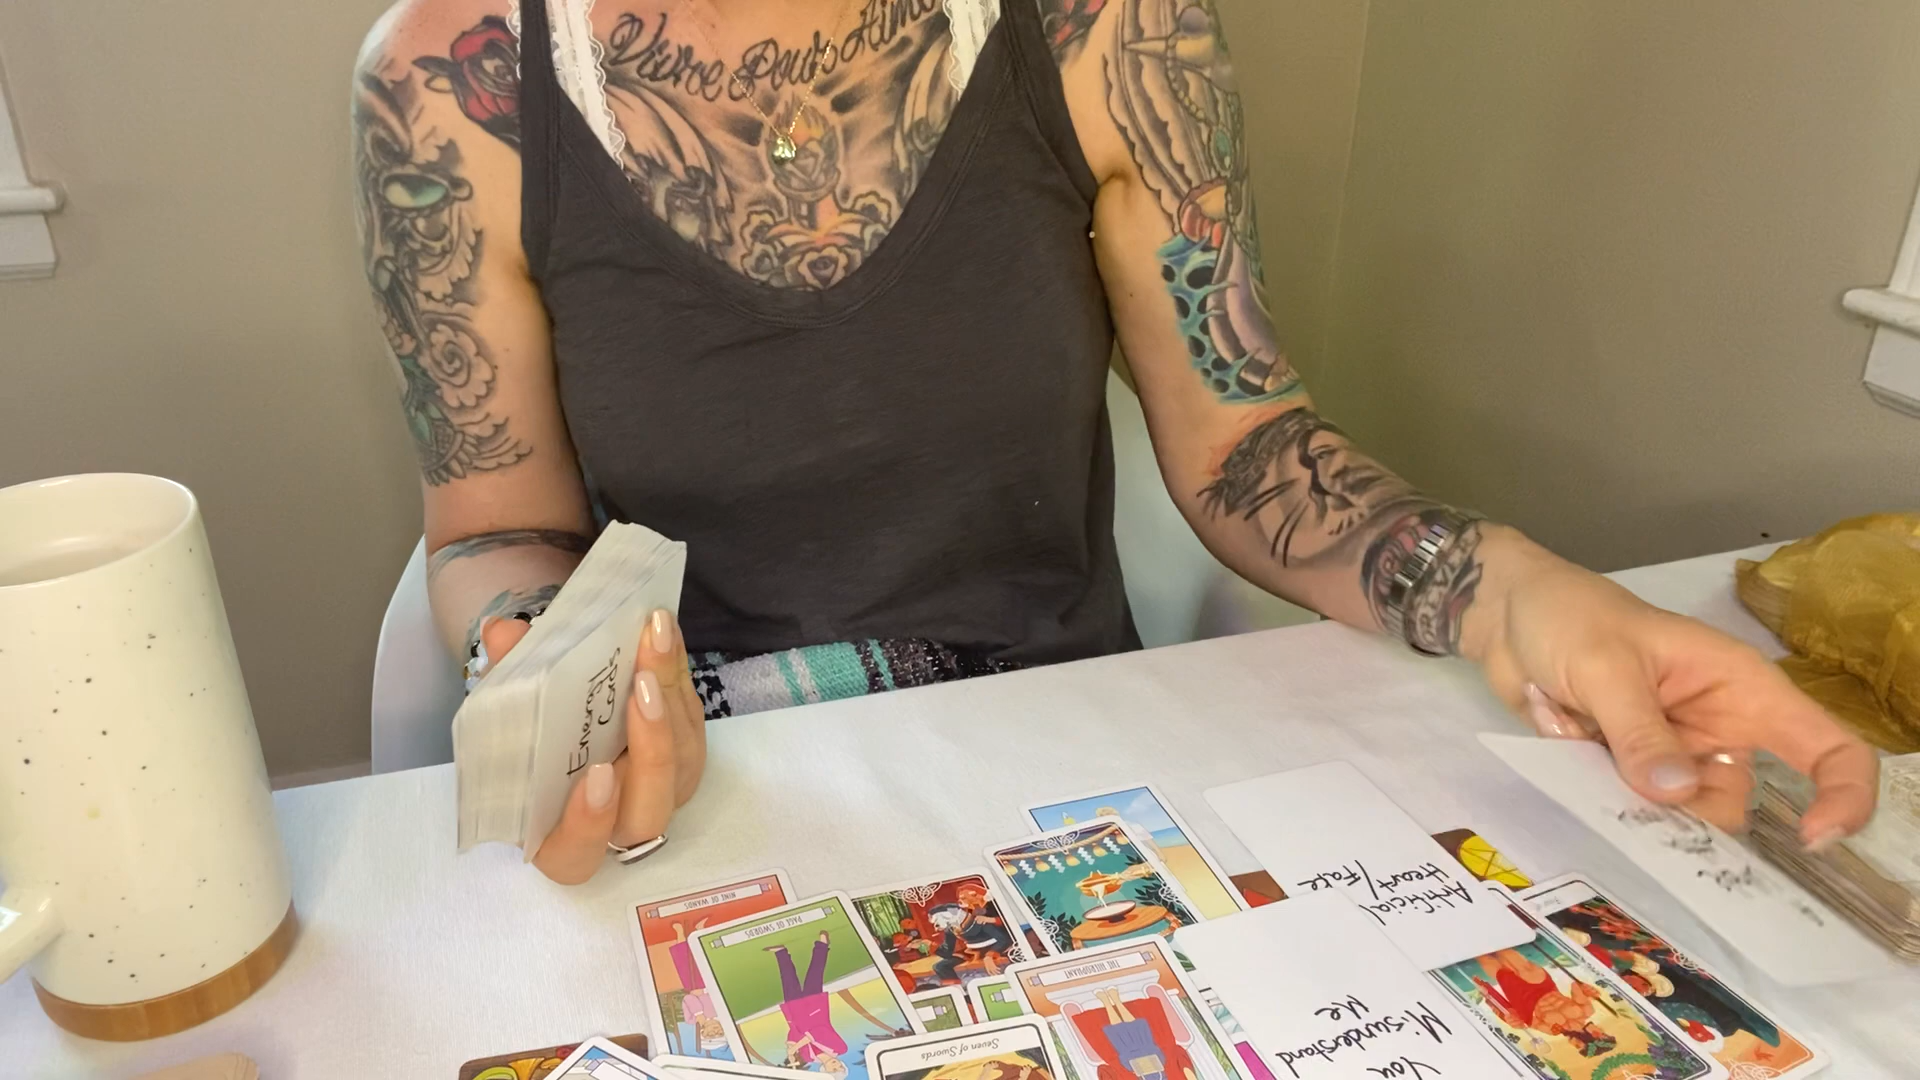 Vivre Pour Aime
Energy
Cards
NINE OF WANDS
PAGE OF SWORDS
THE HIEROPHANT
Seven of Swords
Artificial
Heart/Fake
You
Misunderstand
Me